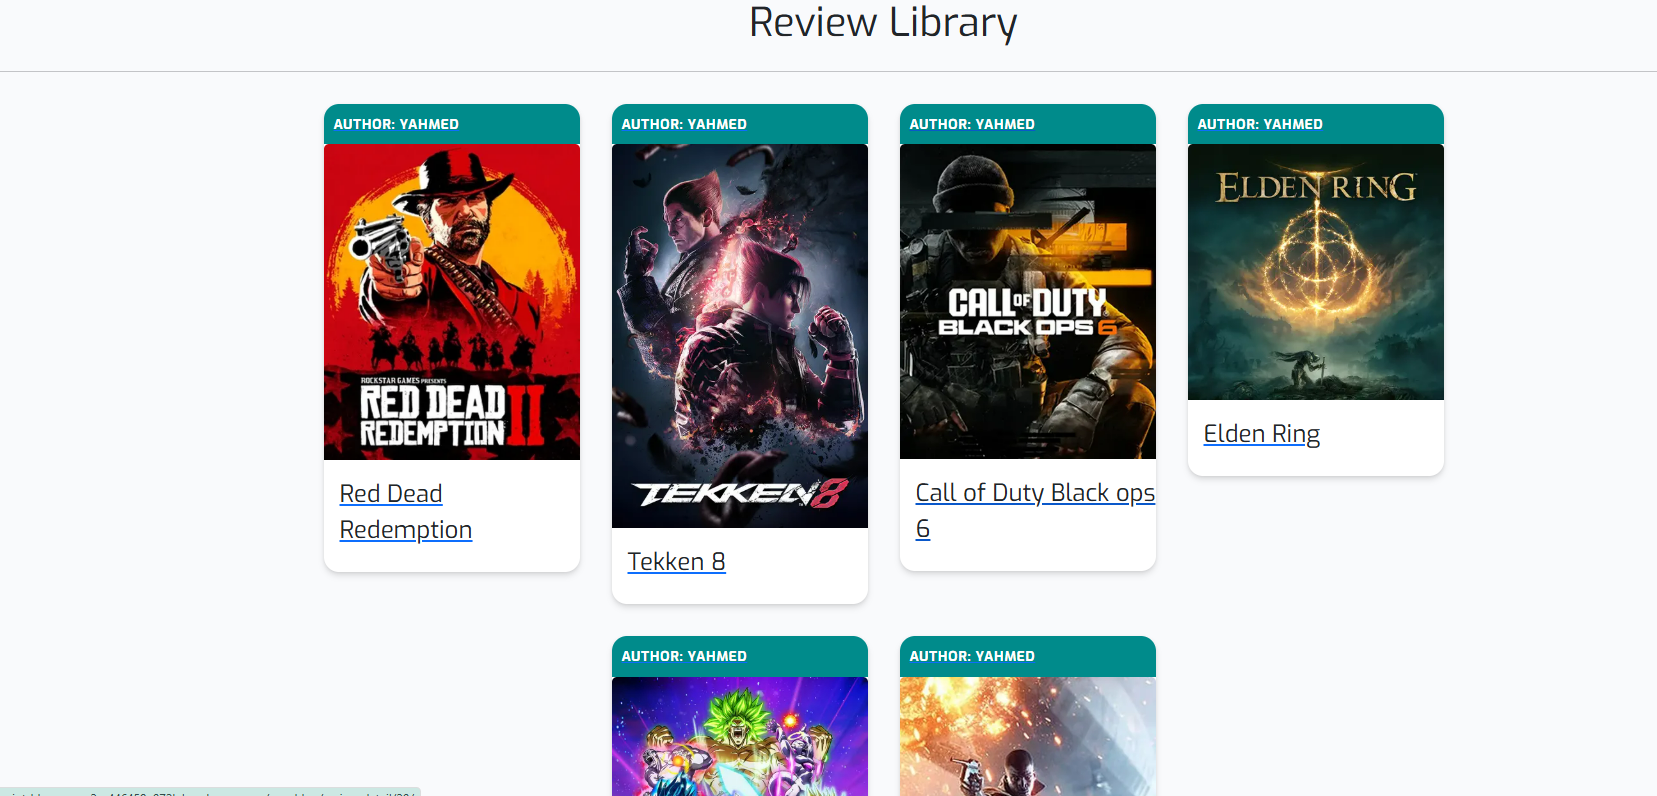 Review Library
AUTHOR: YAHMED
AUTHOR: YAHMED
AUTHOR: YAHMED
AUTHOR: YAHMED
ROCKSTAR GAMES PRESENTS
RED DEAD
REDEMPTION II
TEKKEN 8
CALL OF DUTY
BLACK OPS 6
ELDEN RING
Red Dead
Redemption
Tekken 8
Call of Duty Black ops
6
Elden Ring
AUTHOR: YAHMED
AUTHOR: YAHMED